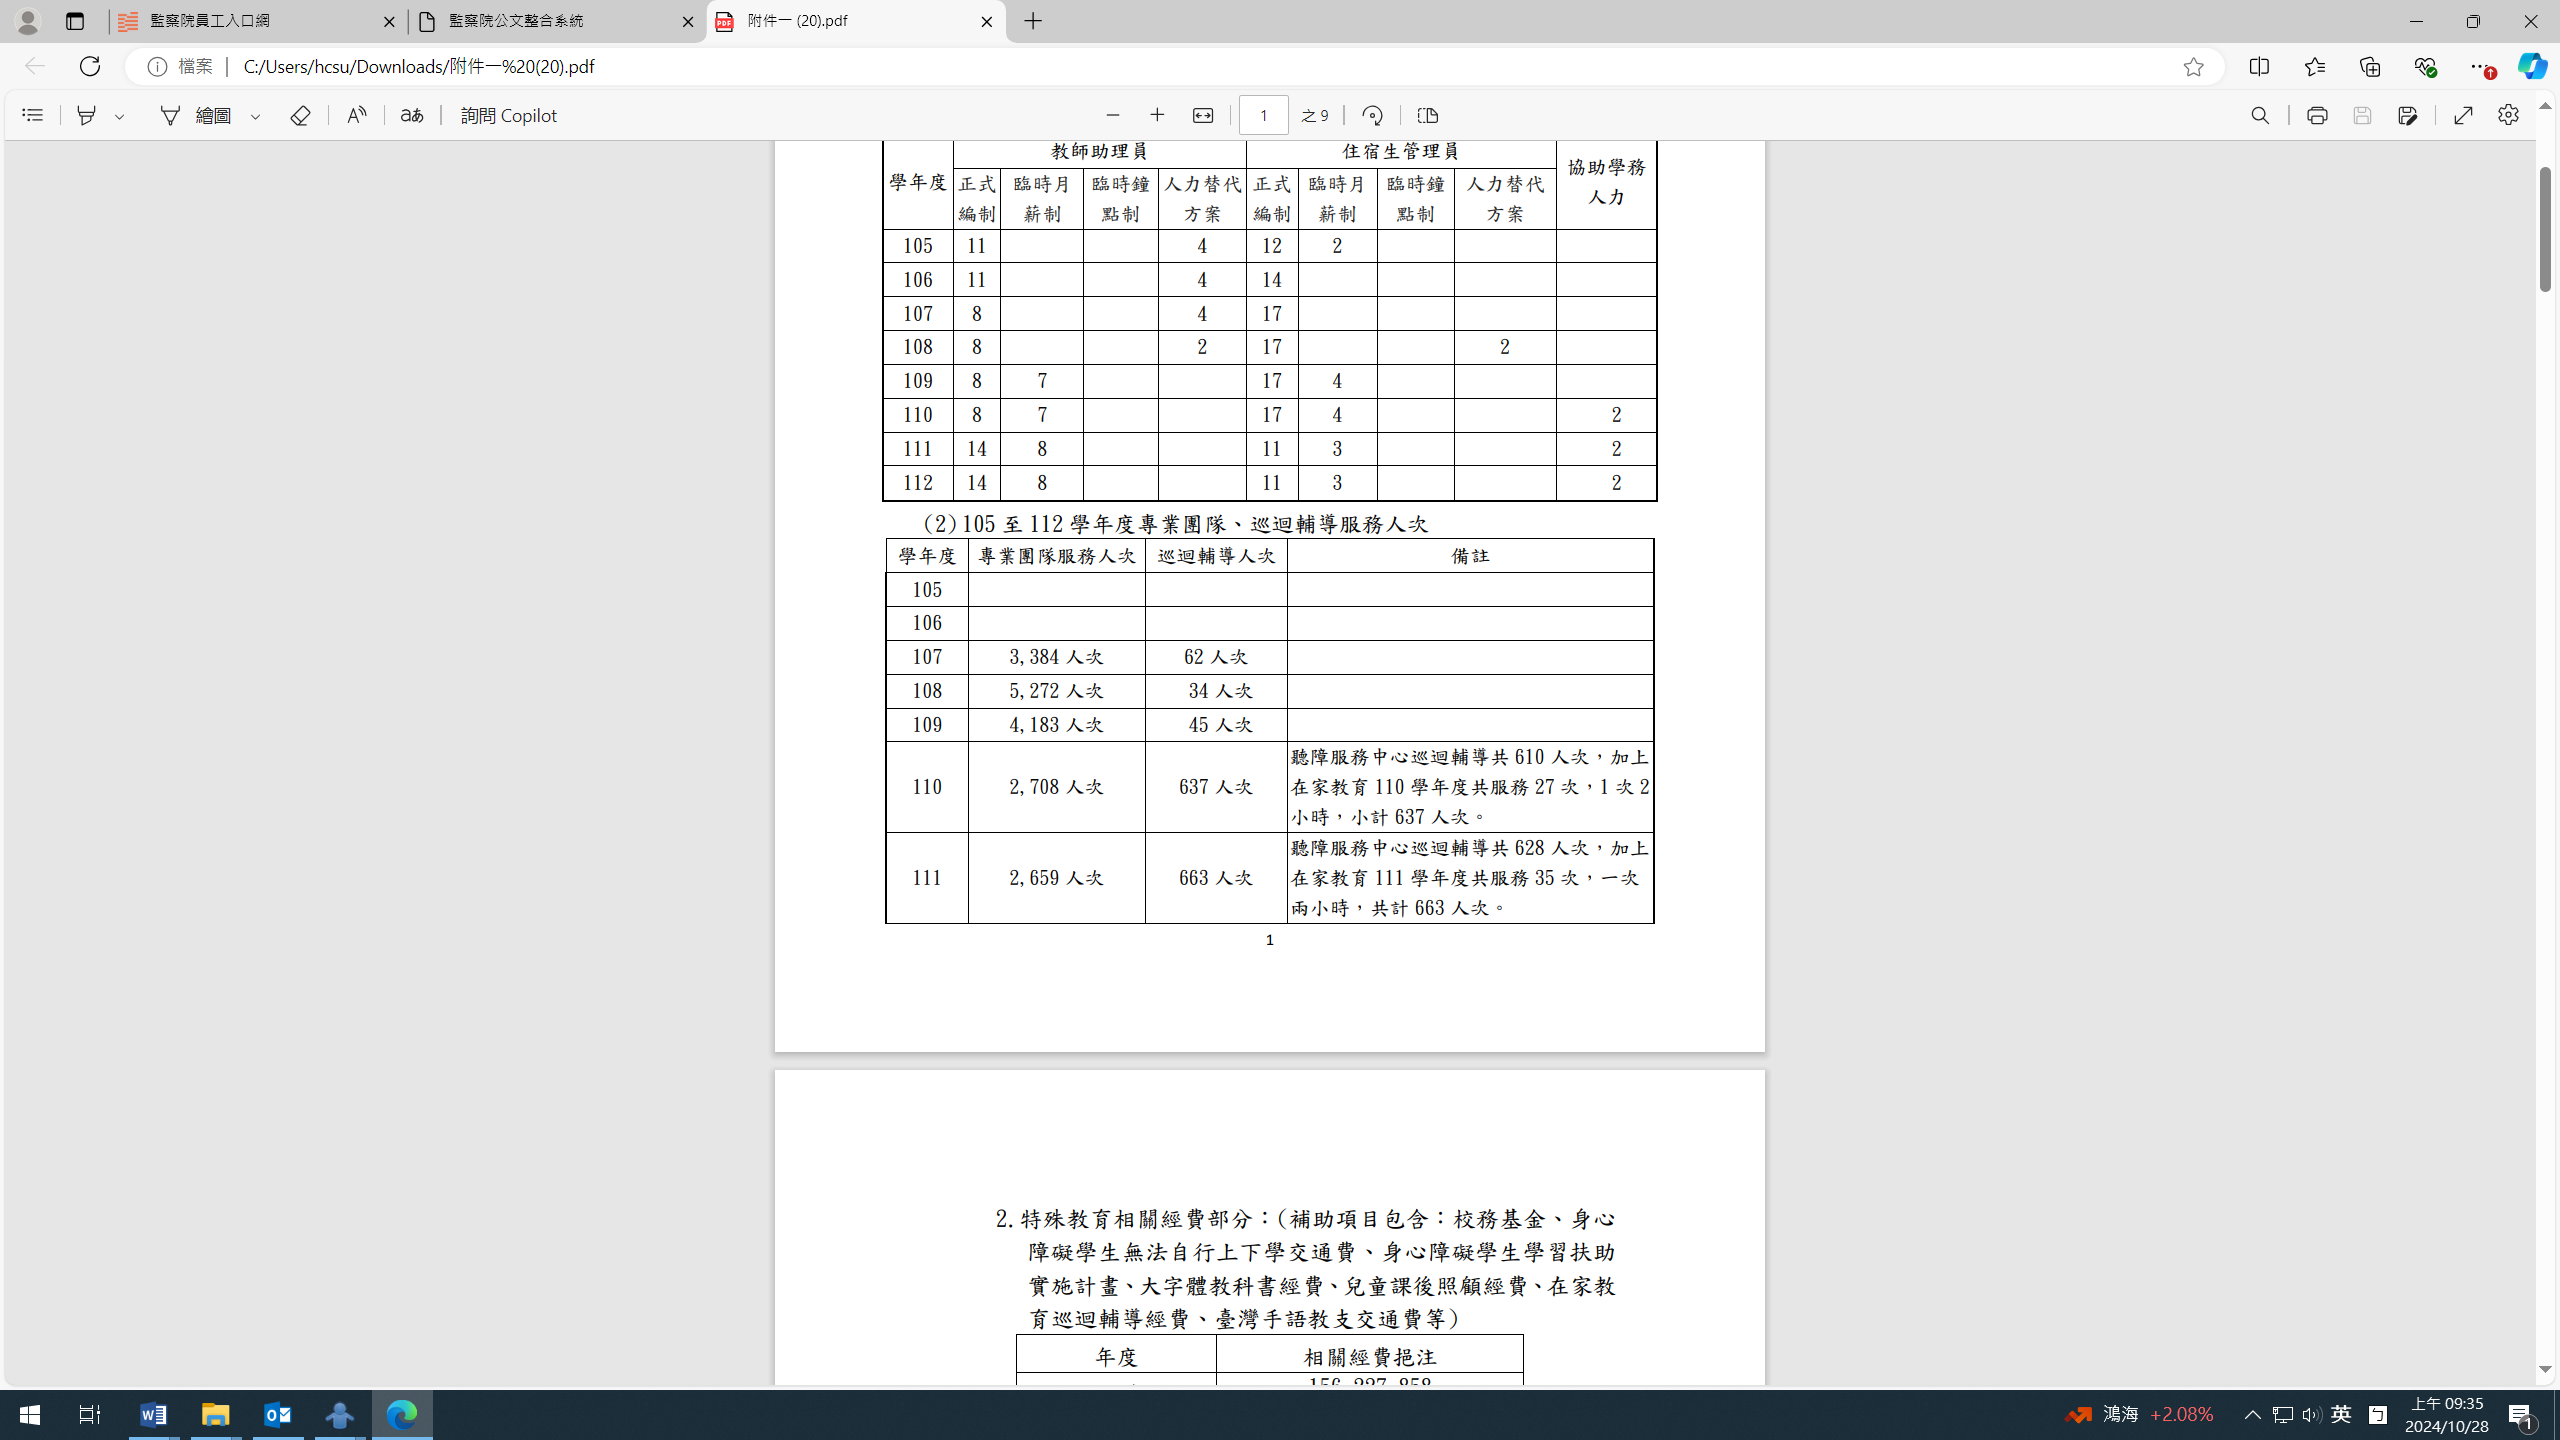 監察院員工入口網
監察院公文整合系統
附件一 (20).pdf
檔案
C:/Users/hcsu/Downloads/附件一%20(20).pdf
繪圖
aあ
詢問 Copilot
1
之 9
學年度 教師助理員 住宿生管理員 協助學務人力
正式編制 臨時月薪制 臨時鐘點制 人力替代方案 正式編制 臨時月薪制 臨時鐘點制 人力替代方案
105 11 4 12 2
106 11 4 14
107 8 4 17
108 8 2 17 2
109 8 7 17 4
110 8 7 17 4 2
111 14 8 11 3 2
112 14 8 11 3 2
(2)105 至 112 學年度專業團隊、巡迴輔導服務人次
學年度 專業團隊服務人次 巡迴輔導人次 備註
105
106
107 3,384 人次 62 人次
108 5,272 人次 34 人次
109 4,183 人次 45 人次
110 2,708 人次 637 人次
聽障服務中心巡迴輔導共 610 人次，加上
在家教育 110 學年度共服務 27 次，1 次 2
小時，小計 637 人次。
111 2,659 人次 663 人次
聽障服務中心巡迴輔導共 628 人次，加上
在家教育 111 學年度共服務 35 次，一次
兩小時，共計 663 人次。
1
2.特殊教育相關經費部分：(補助項目包含：校務基金、身心
障礙學生無法自行上下學交通費、身心障礙學生學習扶助
實施計畫、大字體教科書經費、兒童課後照顧經費、在家教
育巡迴輔導經費、臺灣手語教支交通費等)
年度 相關經費挹注
鴻海 +2.08%
英
ㄅ
上午 09:35
2024/10/28
1